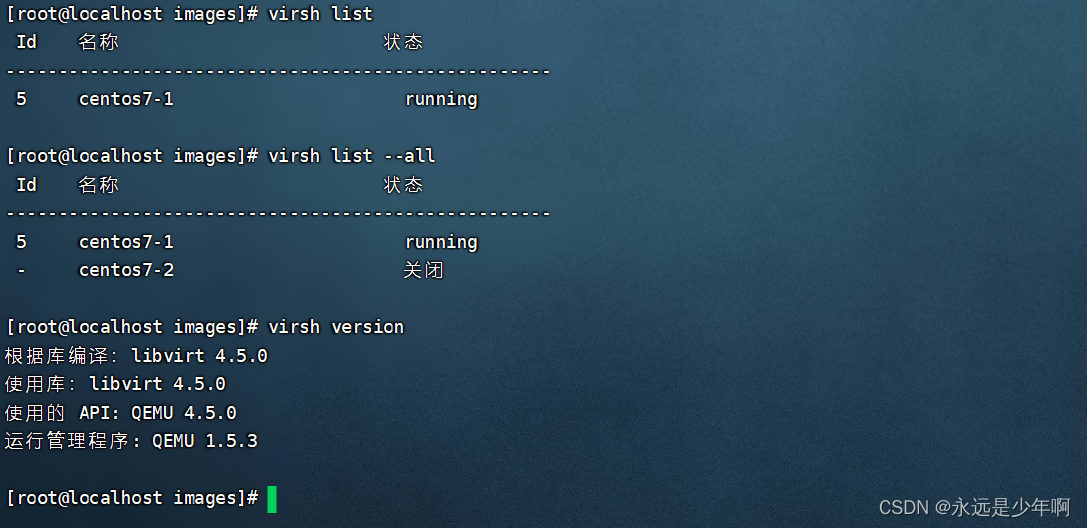 [root@localhost images]# virsh list
 Id    名称                         状态
----------------------------------------------------
 5     centos7-1                      running
[root@localhost images]# virsh list --all
 Id    名称                         状态
----------------------------------------------------
 5     centos7-1                      running
 -     centos7-2                      关闭
[root@localhost images]# virsh version
根据库编译：libvirt 4.5.0
使用库：libvirt 4.5.0
使用的 API: QEMU 4.5.0
运行管理程序: QEMU 1.5.3
[root@localhost images]#
CSDN @永远是少年啊